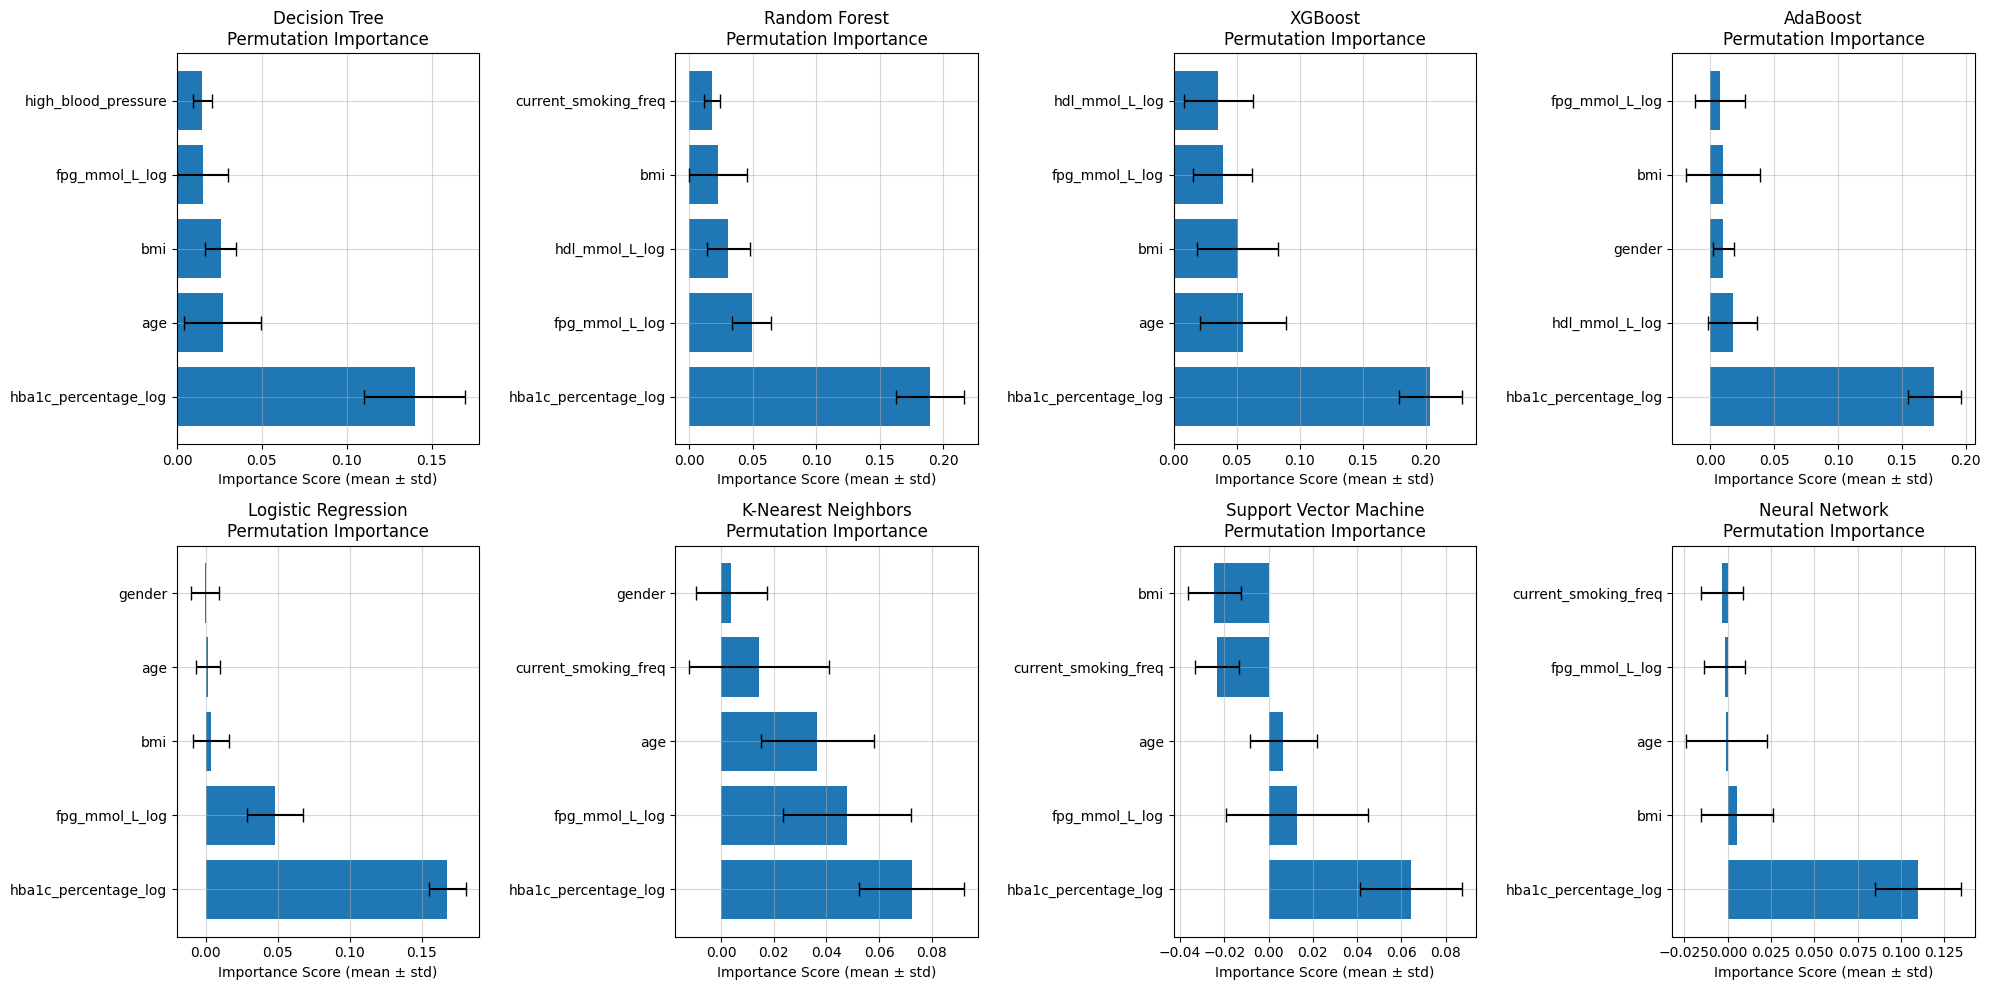 Decision Tree
Permutation Importance
high_blood_pressure
fpg_mmol_L_log
bmi
age
hba1c_percentage_log
0.00 0.05 0.10 0.15
Importance Score (mean ± std)
Random Forest
Permutation Importance
current_smoking_freq
bmi
hdl_mmol_L_log
fpg_mmol_L_log
hba1c_percentage_log
0.00 0.05 0.10 0.15 0.20
Importance Score (mean ± std)
XGBoost
Permutation Importance
hdl_mmol_L_log
fpg_mmol_L_log
bmi
age
hba1c_percentage_log
0.00 0.05 0.10 0.15 0.20
Importance Score (mean ± std)
AdaBoost
Permutation Importance
fpg_mmol_L_log
bmi
gender
hdl_mmol_L_log
hba1c_percentage_log
0.00 0.05 0.10 0.15 0.20
Importance Score (mean ± std)
Logistic Regression
Permutation Importance
gender
age
bmi
fpg_mmol_L_log
hba1c_percentage_log
0.00 0.05 0.10 0.15
Importance Score (mean ± std)
K-Nearest Neighbors
Permutation Importance
gender
current_smoking_freq
age
fpg_mmol_L_log
hba1c_percentage_log
0.00 0.02 0.04 0.06 0.08
Importance Score (mean ± std)
Support Vector Machine
Permutation Importance
bmi
current_smoking_freq
age
fpg_mmol_L_log
hba1c_percentage_log
−0.04 −0.02 0.00 0.02 0.04 0.06 0.08
Importance Score (mean ± std)
Neural Network
Permutation Importance
current_smoking_freq
fpg_mmol_L_log
age
bmi
hba1c_percentage_log
−0.025 0.000 0.025 0.050 0.075 0.100 0.125
Importance Score (mean ± std)